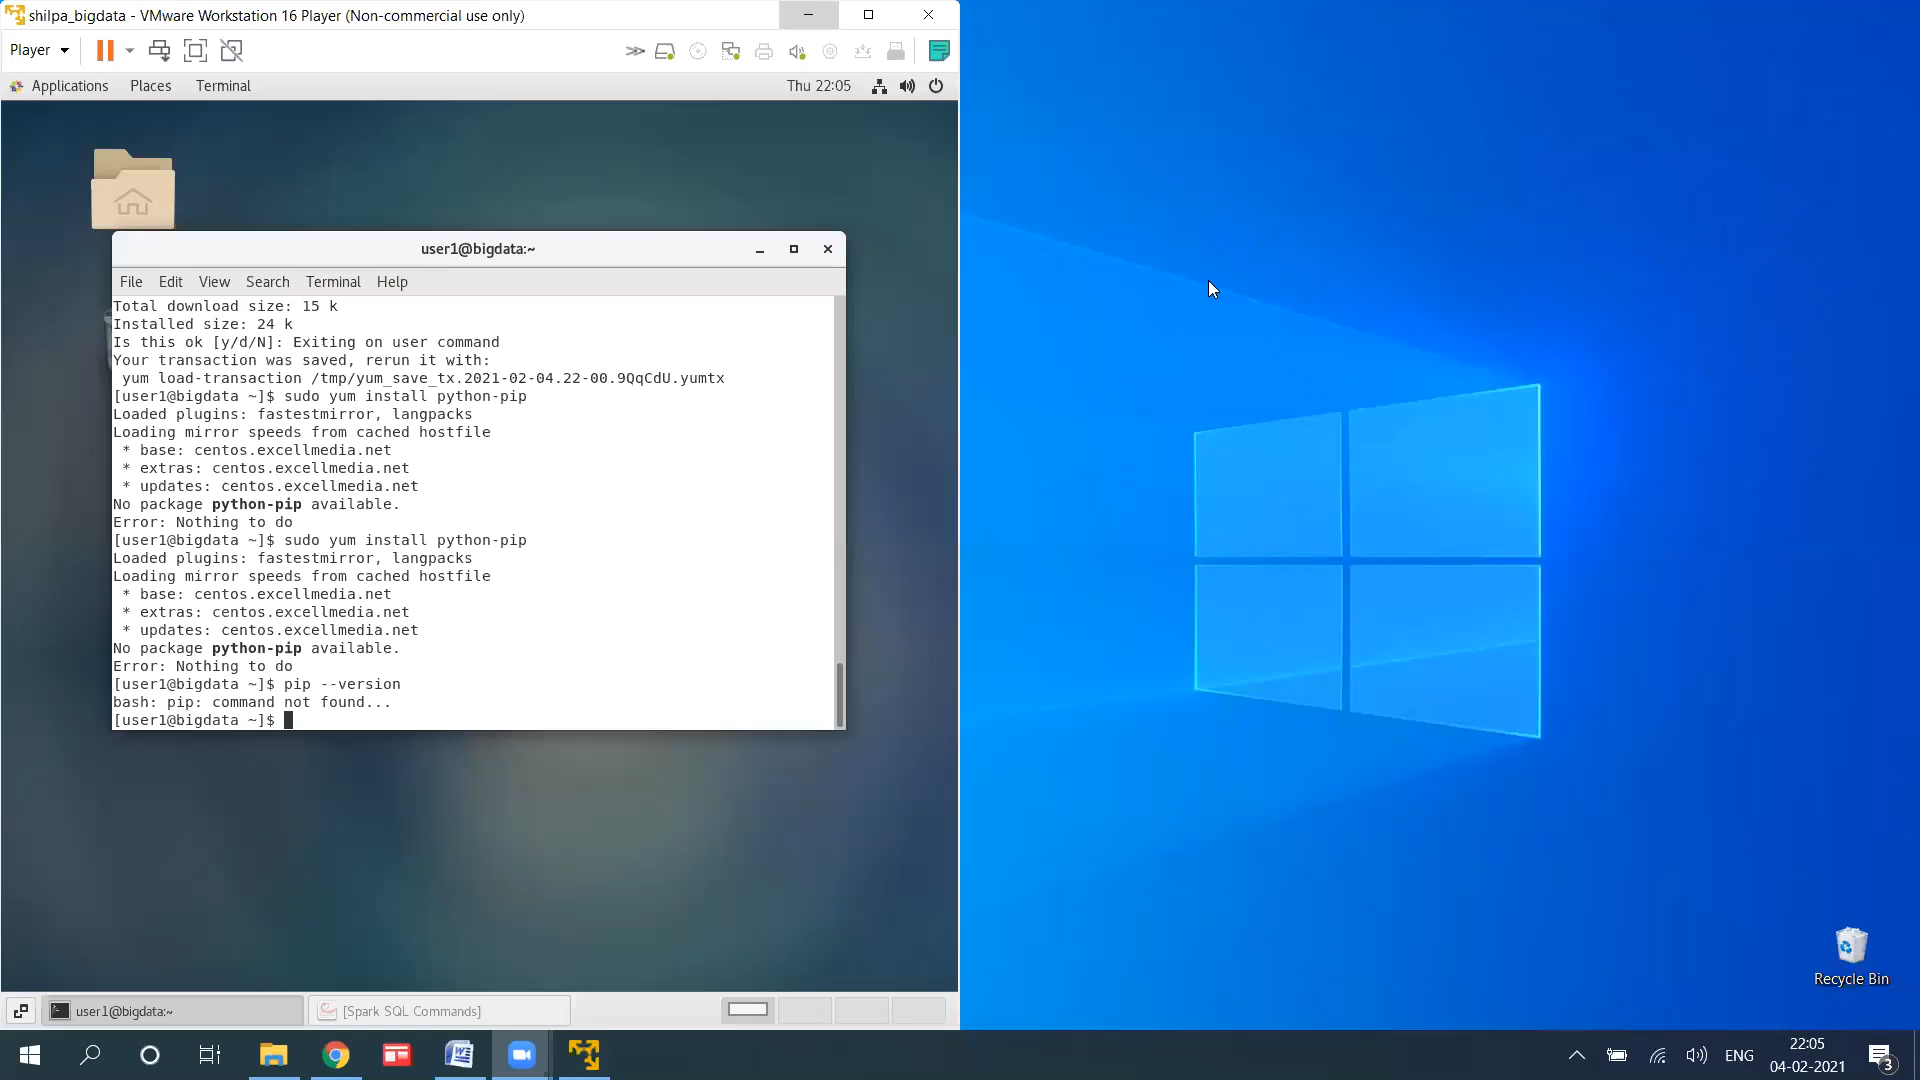 shilpa_bigdata - VMware Workstation 16 Player (Non-commercial use only)
Player
Applications Places Terminal Thu 22:05
user1@bigdata:~
File Edit View Search Terminal Help
Total download size: 15 k
Installed size: 24 k
Is this ok [y/d/N]: Exiting on user command
Your transaction was saved, rerun it with:
yum load-transaction /tmp/yum_save_tx.2021-02-04.22-00.9QqCdU.yumtx
[user1@bigdata ~]$ sudo yum install python-pip
Loaded plugins: fastestmirror, langpacks
Loading mirror speeds from cached hostfile
* base: centos.excellmedia.net
* extras: centos.excellmedia.net
* updates: centos.excellmedia.net
No package python-pip available.
Error: Nothing to do
[user1@bigdata ~]$ sudo yum install python-pip
Loaded plugins: fastestmirror, langpacks
Loading mirror speeds from cached hostfile
* base: centos.excellmedia.net
* extras: centos.excellmedia.net
* updates: centos.excellmedia.net
No package python-pip available.
Error: Nothing to do
[user1@bigdata ~]$ pip --version
bash: pip: command not found...
[user1@bigdata ~]$
Recycle Bin
user1@bigdata:~ [Spark SQL Commands]
ENG
22:05
04-02-2021
3